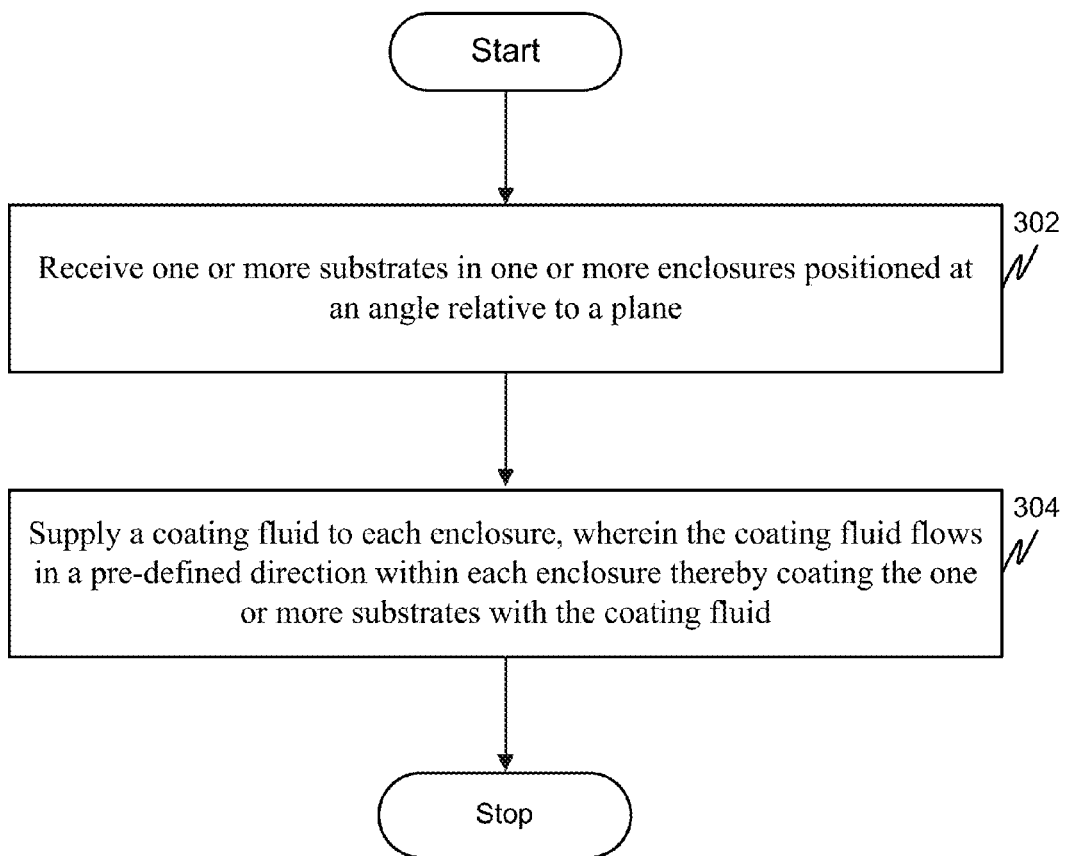 Start
302
Receive one or more substrates in one or more enclosures positioned at
an angle relative to a plane
304
Supply a coating fluid to each enclosure, wherein the coating fluid flows
in a pre-defined direction within each enclosure thereby coating the one
or more substrates with the coating fluid
Stop